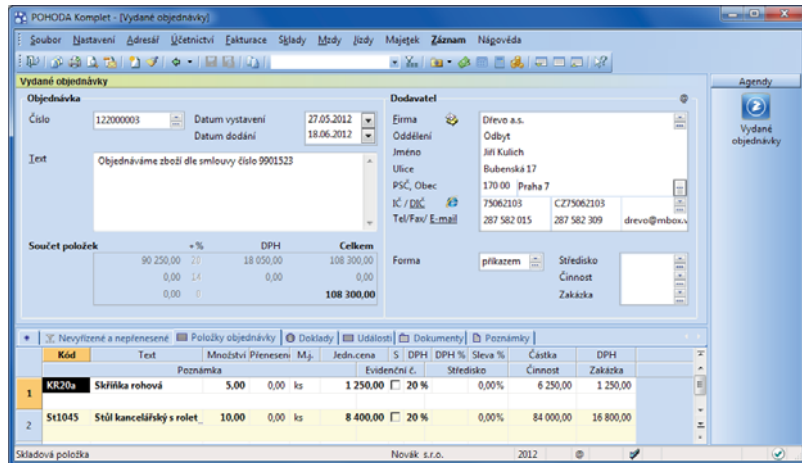 POHODA Komplet - [Vydané objednávky]
Soubor Nastavení Adresář Účetnictví Fakturace Sklady Mzdy Jízdy Majetek Záznam Nápověda
Vydané objednávky
Objednávka
Číslo 122000003 Datum vystavení 27.05.2012
Datum dodání 18.06.2012
Text Objednáváme zboží dle smlouvy číslo 9901523
Součet položek +% DPH Celkem
90 250,00 20 18 050,00 108 300,00
0,00 14 0,00 0,00
0,00 0 108 300,00
Dodavatel @
Firma Dřevo a.s.
Oddělení Odbyt
Jméno Jiří Kulich
Ulice Bubenská 17
PSČ, Obec 170 00 Praha 7
IČ / DIČ 75062103 CZ75062103
Tel/Fax/ E-mail 287 582 015 287 582 309 drevo@mbox.v
Forma příkazem Středisko
Činnost
Zakázka
Agendy
Vydané
objednávky
* Nevyřízené a nepřenesené Položky objednávky Doklady Události Dokumenty Poznámky
Kód Text Množství Přeneseni M.j. Jedn.cena S DPH DPH % Sleva % Částka DPH
Poznámka Evidenční č. Středisko Činnost Zakázka
1 KR20a Skříňka rohová 5,00 0,00 ks 1 250,00 20 % 0,00% 6 250,00 1 250,00
2 St1045 Stůl kancelářský s rolet_ 10,00 0,00 ks 8 400,00 20 % 0,00% 84 000,00 16 800,00
Skladová položka Novák s.r.o. 2012 @